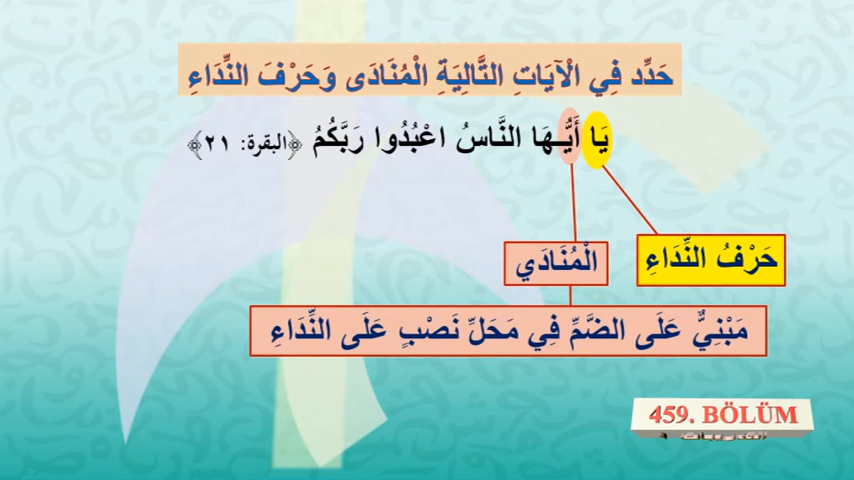 حَدِّد فِي الْآيَاتِ التَّالِيَةِ الْمُنَادَى وَحَرْفَ النِّدَاءِ
يَا أَيُّـهَا النَّاسُ اعْبُدُوا رَبَّكُمُ ﴿البقرة: ٢١﴾
حَرْفُ النِّدَاءِ
الْمُنَادَي
مَبْنِيٌّ عَلَى الضَّمِّ فِي مَحَلِّ نَصْبٍ عَلَى النِّدَاءِ
459. BÖLÜM